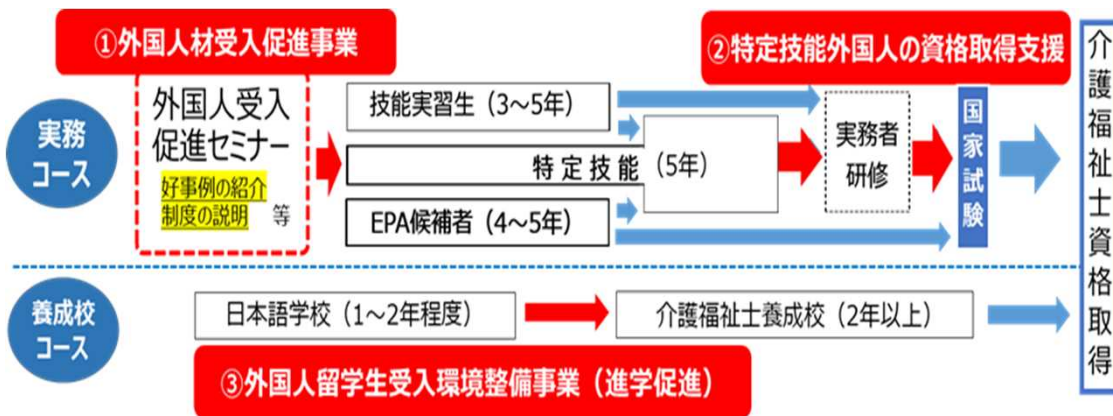 ①外国人材受入促進事業
②特定技能外国人の資格取得支援
実務
コース
外国人受入
促進セミナー
好事例の紹介
制度の説明 等
技能実習生（3～5年）
特定技能（5年）
EPA候補者（4～5年）
実務者
研修
国家試験
介護福祉士資格取得
養成校
コース
日本語学校（1～2年程度）
介護福祉士養成校（2年以上）
③外国人留学生受入環境整備事業（進学促進）